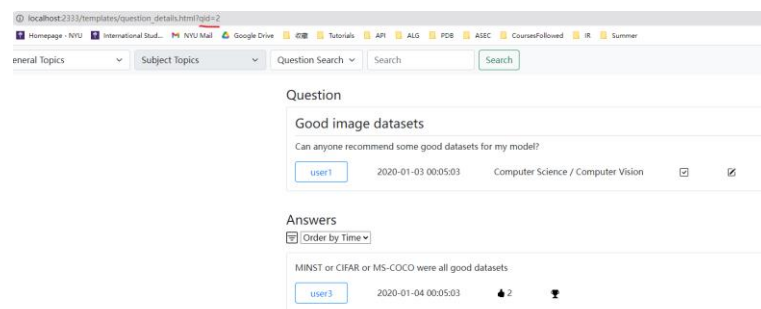 localhost:2333/templates/question_details.html?qid=2
Homepage - NYU International Stud... NYU Mail Google Drive 收藏 Tutorials API ALG PDB ASEC CoursesFollowed IR Summer
eneral Topics Subject Topics Question Search Search Search
Question
Good image datasets
Can anyone recommend some good datasets for my model?
user1 2020-01-03 00:05:03 Computer Science / Computer Vision
Answers
Order by Time
MINST or CIFAR or MS-COCO were all good datasets
user3 2020-01-04 00:05:03 2